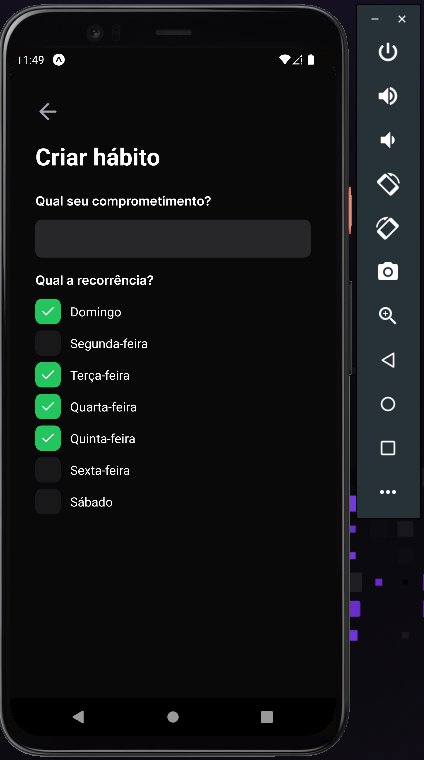 11:49
Criar hábito
Qual seu comprometimento?
Qual a recorrência?
Domingo
Segunda-feira
Terça-feira
Quarta-feira
Quinta-feira
Sexta-feira
Sábado